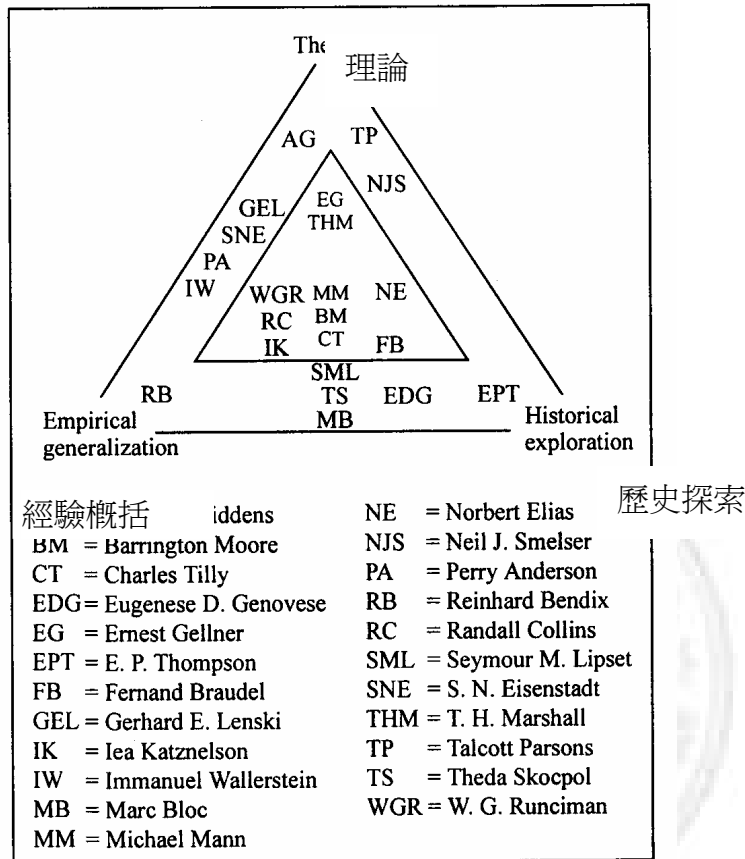 The
理論
AG TP
NJS
GEL EG
SNE THM
PA
IW WGR MM NE
RC BM
IK CT FB
SML
RB TS EDG EPT
MB
Empirical
generalization
Historical
exploration
經驗概括
歷史探索
iddens
BM = Barrington Moore
CT = Charles Tilly
EDG= Eugenese D. Genovese
EG = Ernest Gellner
EPT = E. P. Thompson
FB = Fernand Braudel
GEL = Gerhard E. Lenski
IK = Iea Katznelson
IW = Immanuel Wallerstein
MB = Marc Bloc
MM = Michael Mann
NE = Norbert Elias
NJS = Neil J. Smelser
PA = Perry Anderson
RB = Reinhard Bendix
RC = Randall Collins
SML = Seymour M. Lipset
SNE = S. N. Eisenstadt
THM = T. H. Marshall
TP = Talcott Parsons
TS = Theda Skocpol
WGR = W. G. Runciman